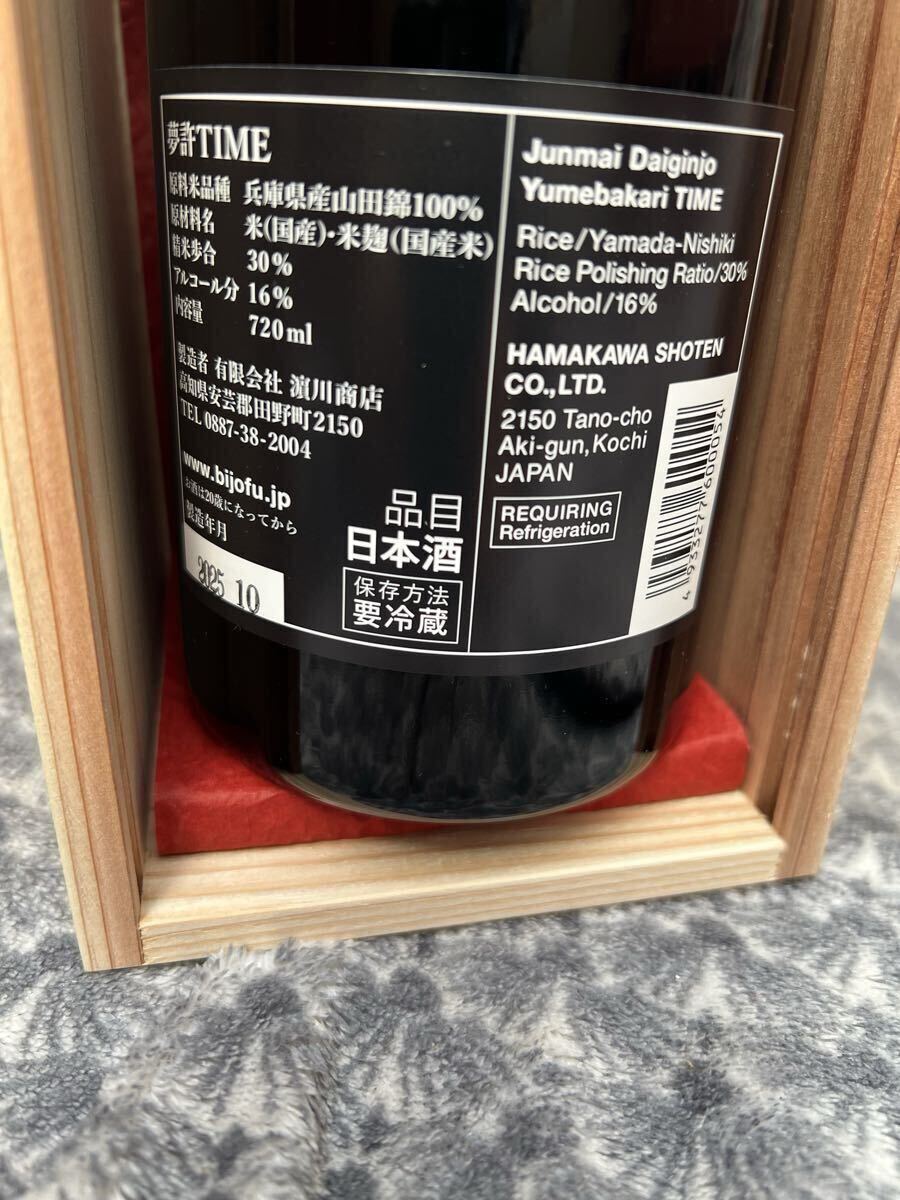 夢許TIME
原料米品種 兵庫県産山田錦100%
原材料名 米(国産)・米麹(国産米)
精米歩合 30%
アルコール分 16%
内容量 720ml
製造者 有限会社 濵川商店
高知県安芸郡田野町2150
TEL 0887-38-2004
www.bijofu.jp
お酒は20歳になってから
製造年月
2025 10
品目
日本酒
保存方法
要冷蔵
Junmai Daiginjo
Yumebakari TIME
Rice/Yamada-Nishiki
Rice Polishing Ratio/30%
Alcohol/16%
HAMAKAWA SHOTEN
CO.,LTD.
2150 Tano-cho
Aki-gun, Kochi
JAPAN
REQUIRING
Refrigeration
4 933277 600054